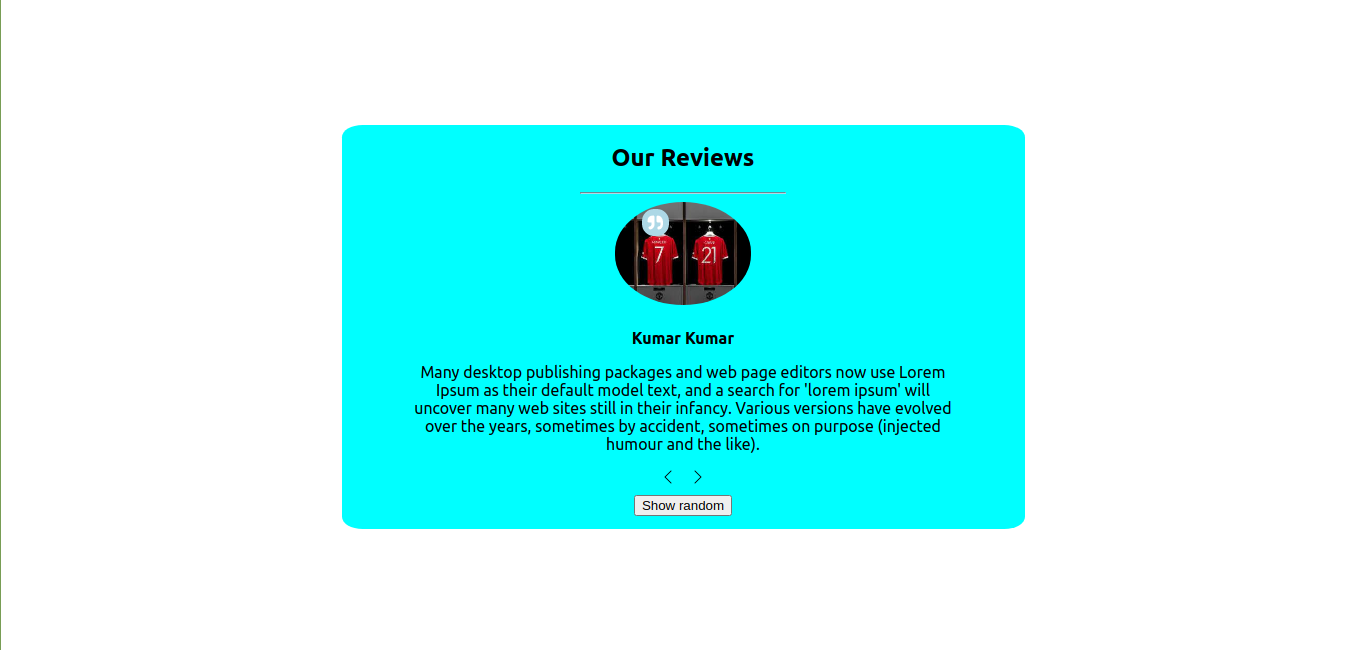 Our Reviews
7
21
Kumar Kumar
Many desktop publishing packages and web page editors now use Lorem
Ipsum as their default model text, and a search for 'lorem ipsum' will
uncover many web sites still in their infancy. Various versions have evolved
over the years, sometimes by accident, sometimes on purpose (injected
humour and the like).
Show random